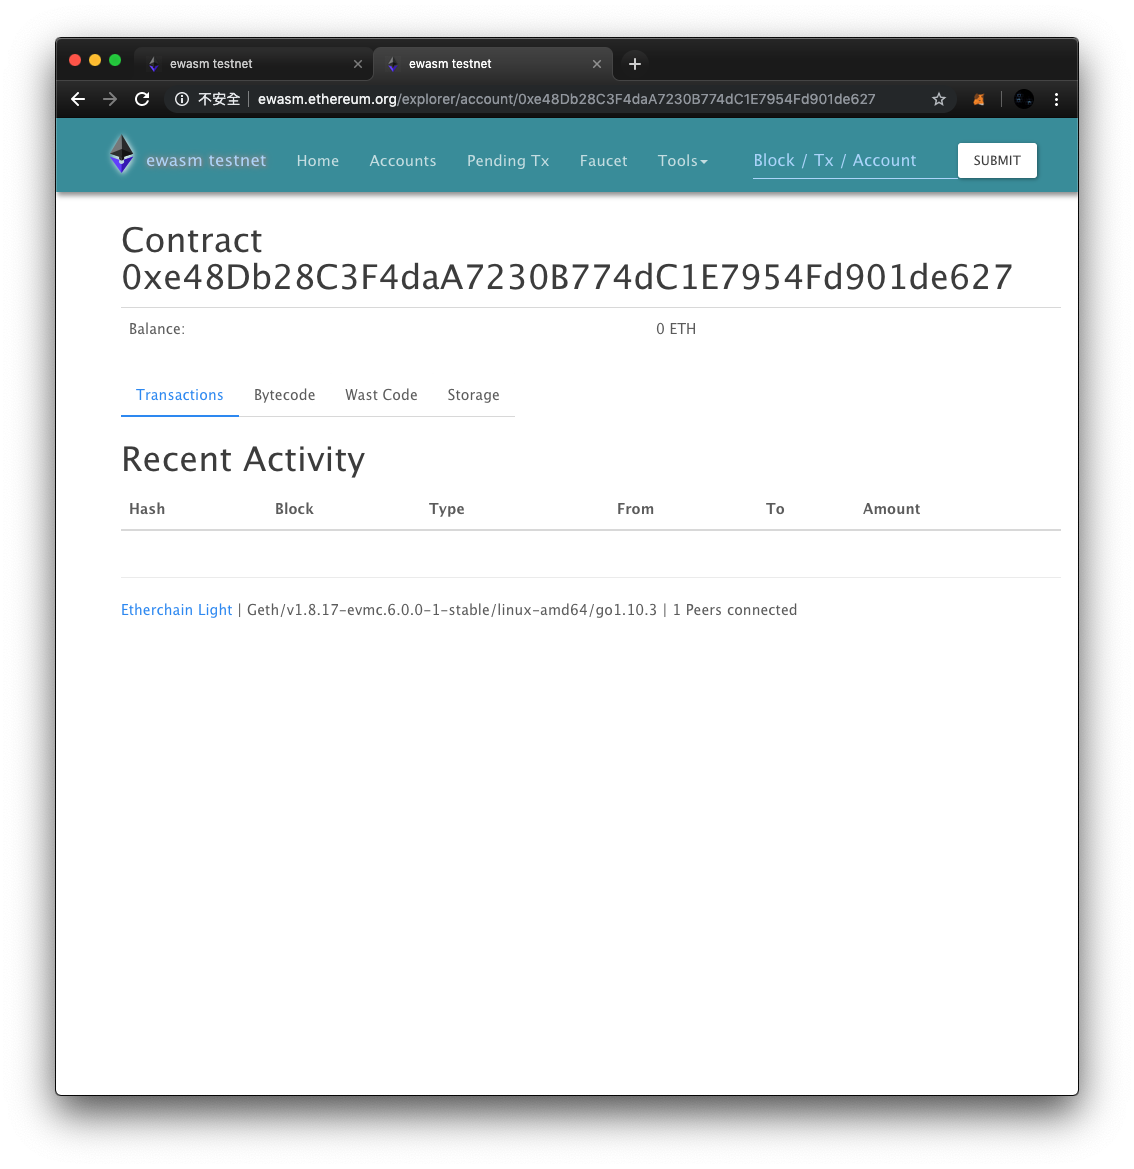 ewasm testnet
ewasm testnet
不安全 ewasm.ethereum.org/explorer/account/0xe48Db28C3F4daA7230B774dC1E7954Fd901de627
ewasm testnet Home Accounts Pending Tx Faucet Tools Block / Tx / Account SUBMIT
Contract
0xe48Db28C3F4daA7230B774dC1E7954Fd901de627
Balance: 0 ETH
Transactions Bytecode Wast Code Storage
Recent Activity
Hash Block Type From To Amount
Etherchain Light | Geth/v1.8.17-evmc.6.0.0-1-stable/linux-amd64/go1.10.3 | 1 Peers connected